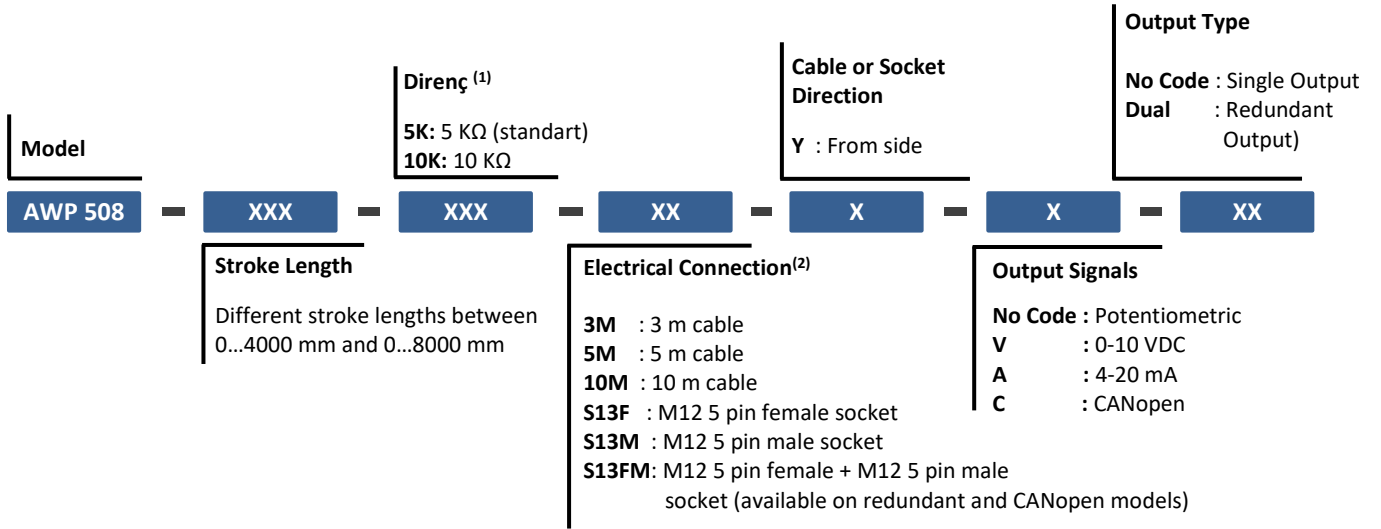 Output Type
No Code : Single Output
Dual : Redundant
Output)
Cable or Socket
Direction
Y : From side
Direnç (1)
5K: 5 KΩ (standart)
10K: 10 KΩ
Model
AWP 508 – XXX – XXX – XX – X – X – XX
Stroke Length
Different stroke lengths between
0...4000 mm and 0...8000 mm
Electrical Connection(2)
3M : 3 m cable
5M : 5 m cable
10M : 10 m cable
S13F : M12 5 pin female socket
S13M : M12 5 pin male socket
S13FM: M12 5 pin female + M12 5 pin male
socket (available on redundant and CANopen models)
Output Signals
No Code : Potentiometric
V : 0-10 VDC
A : 4-20 mA
C : CANopen